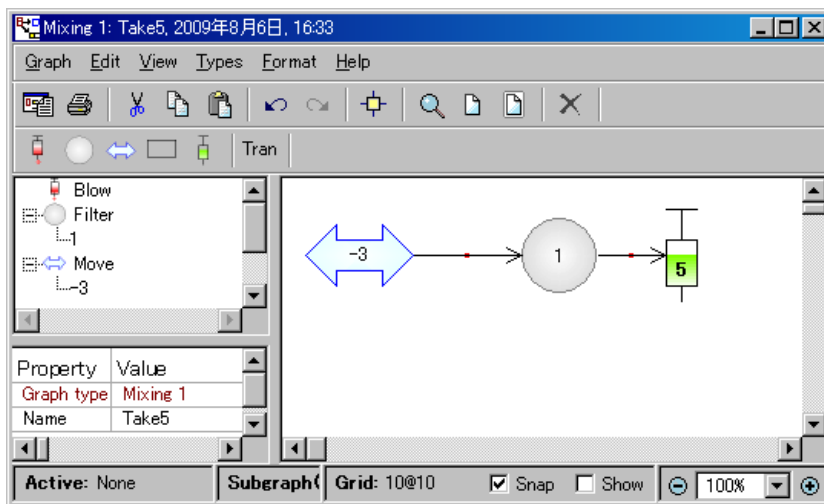 Mixing 1: Take5, 2009年8月6日, 16:33
Graph Edit View Types Format Help
Tran
Blow
Filter
1
Move
-3
-3
1
5
Property Value
Graph type Mixing 1
Name Take5
Active: None
Subgraph(
Grid: 10@10
Snap
Show
100%